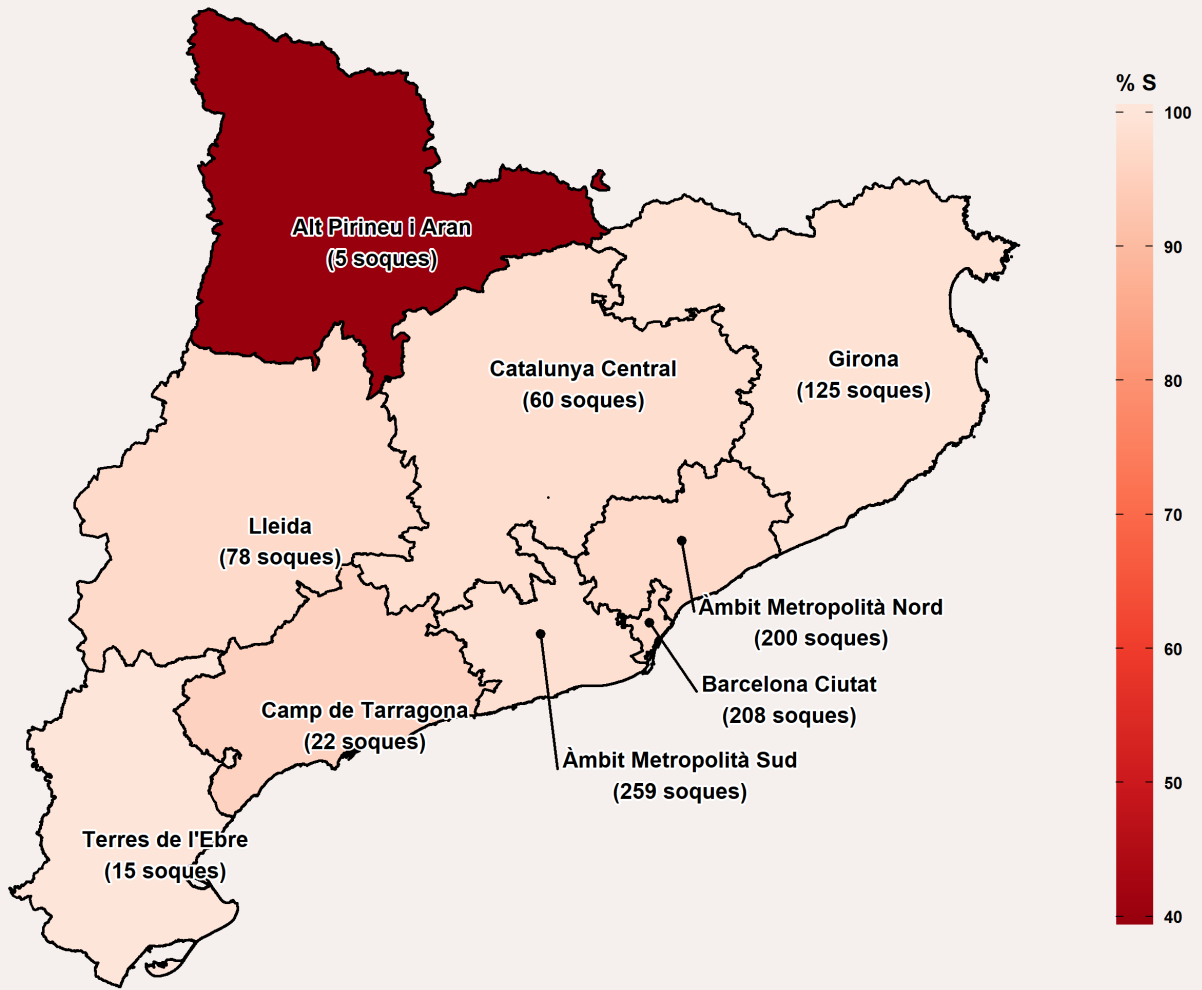 % S
100
90
80
70
60
50
40
Alt Pirineu i Aran
(5 soques)
Catalunya Central
(60 soques)
Girona
(125 soques)
Lleida
(78 soques)
Àmbit Metropolità Nord
(200 soques)
Barcelona Ciutat
(208 soques)
Camp de Tarragona
(22 soques)
Àmbit Metropolità Sud
(259 soques)
Terres de l'Ebre
(15 soques)